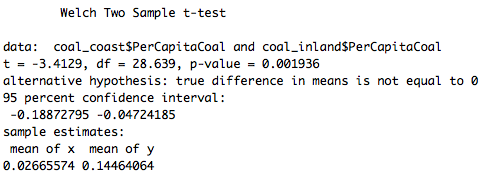 Welch Two Sample t-test
data:  coal_coast$PerCapitaCoal and coal_inland$PerCapitaCoal
t = -3.4129, df = 28.639, p-value = 0.001936
alternative hypothesis: true difference in means is not equal to 0
95 percent confidence interval:
 -0.18872795 -0.04724185
sample estimates:
 mean of x  mean of y
0.02665574 0.14464064